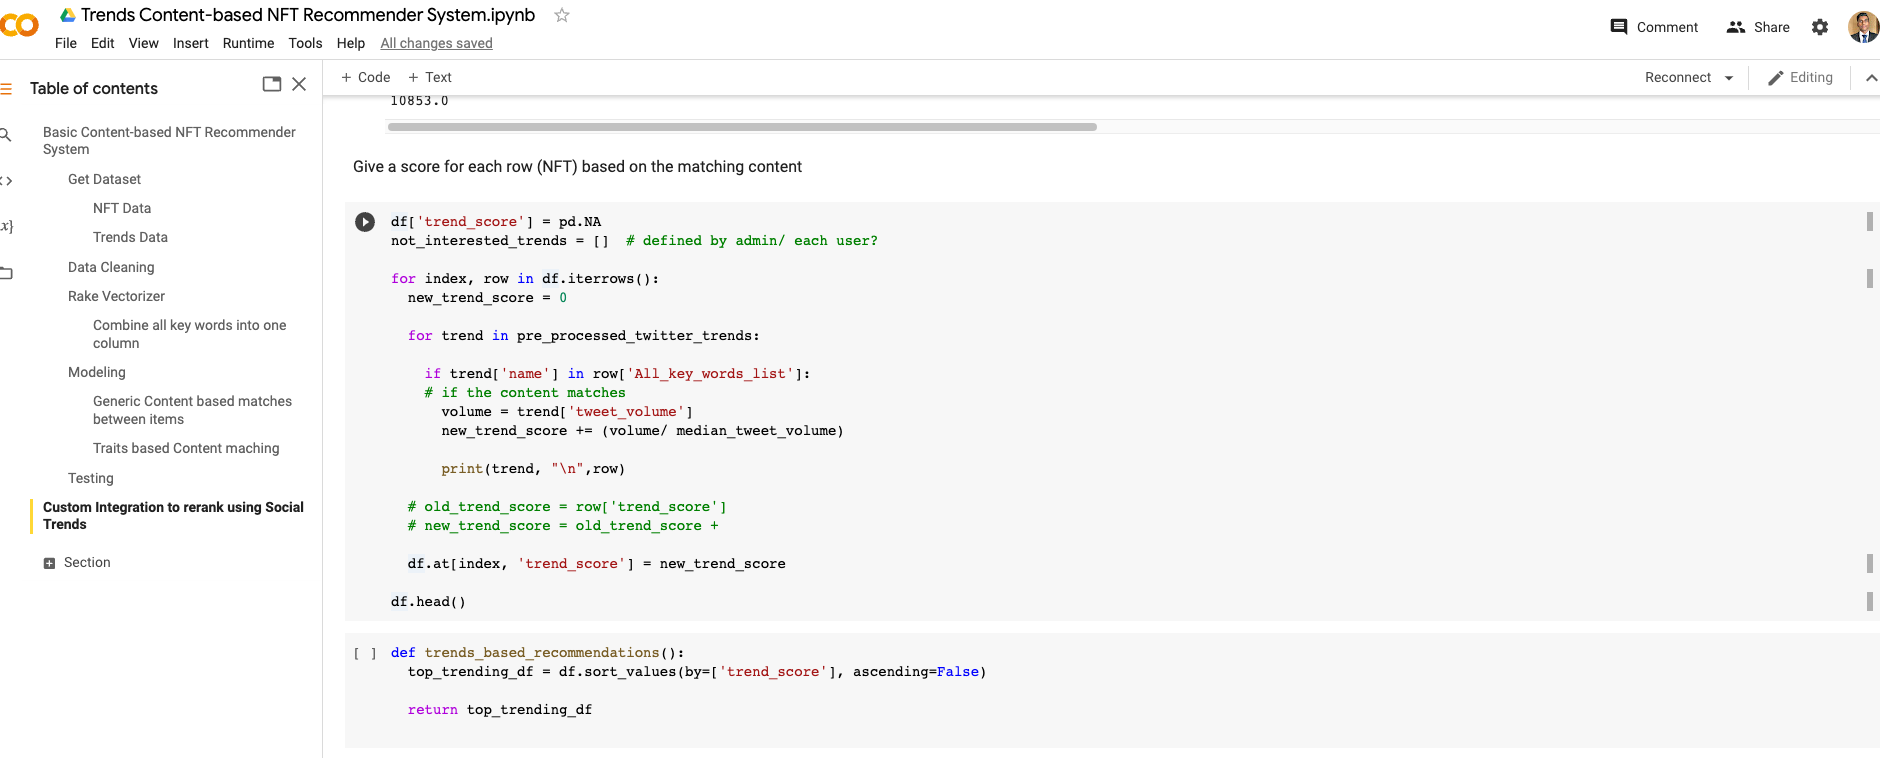 Trends Content-based NFT Recommender System.ipynb
File Edit View Insert Runtime Tools Help All changes saved
Comment Share
Table of contents
+ Code + Text
Reconnect Editing
10853.0
Basic Content-based NFT Recommender
System
Get Dataset
NFT Data
Trends Data
Data Cleaning
Rake Vectorizer
Combine all key words into one
column
Modeling
Generic Content based matches
between items
Traits based Content maching
Testing
Custom Integration to rerank using Social
Trends
Section
Give a score for each row (NFT) based on the matching content
df['trend_score'] = pd.NA
not_interested_trends = []  # defined by admin/ each user?
for index, row in df.iterrows():
  new_trend_score = 0
  for trend in pre_processed_twitter_trends:
    if trend['name'] in row['All_key_words_list']:
    # if the content matches
      volume = trend['tweet_volume']
      new_trend_score += (volume/ median_tweet_volume)
      print(trend, "\n",row)
  # old_trend_score = row['trend_score']
  # new_trend_score = old_trend_score +
  df.at[index, 'trend_score'] = new_trend_score
df.head()
[ ] def trends_based_recommendations():
  top_trending_df = df.sort_values(by=['trend_score'], ascending=False)
  return top_trending_df